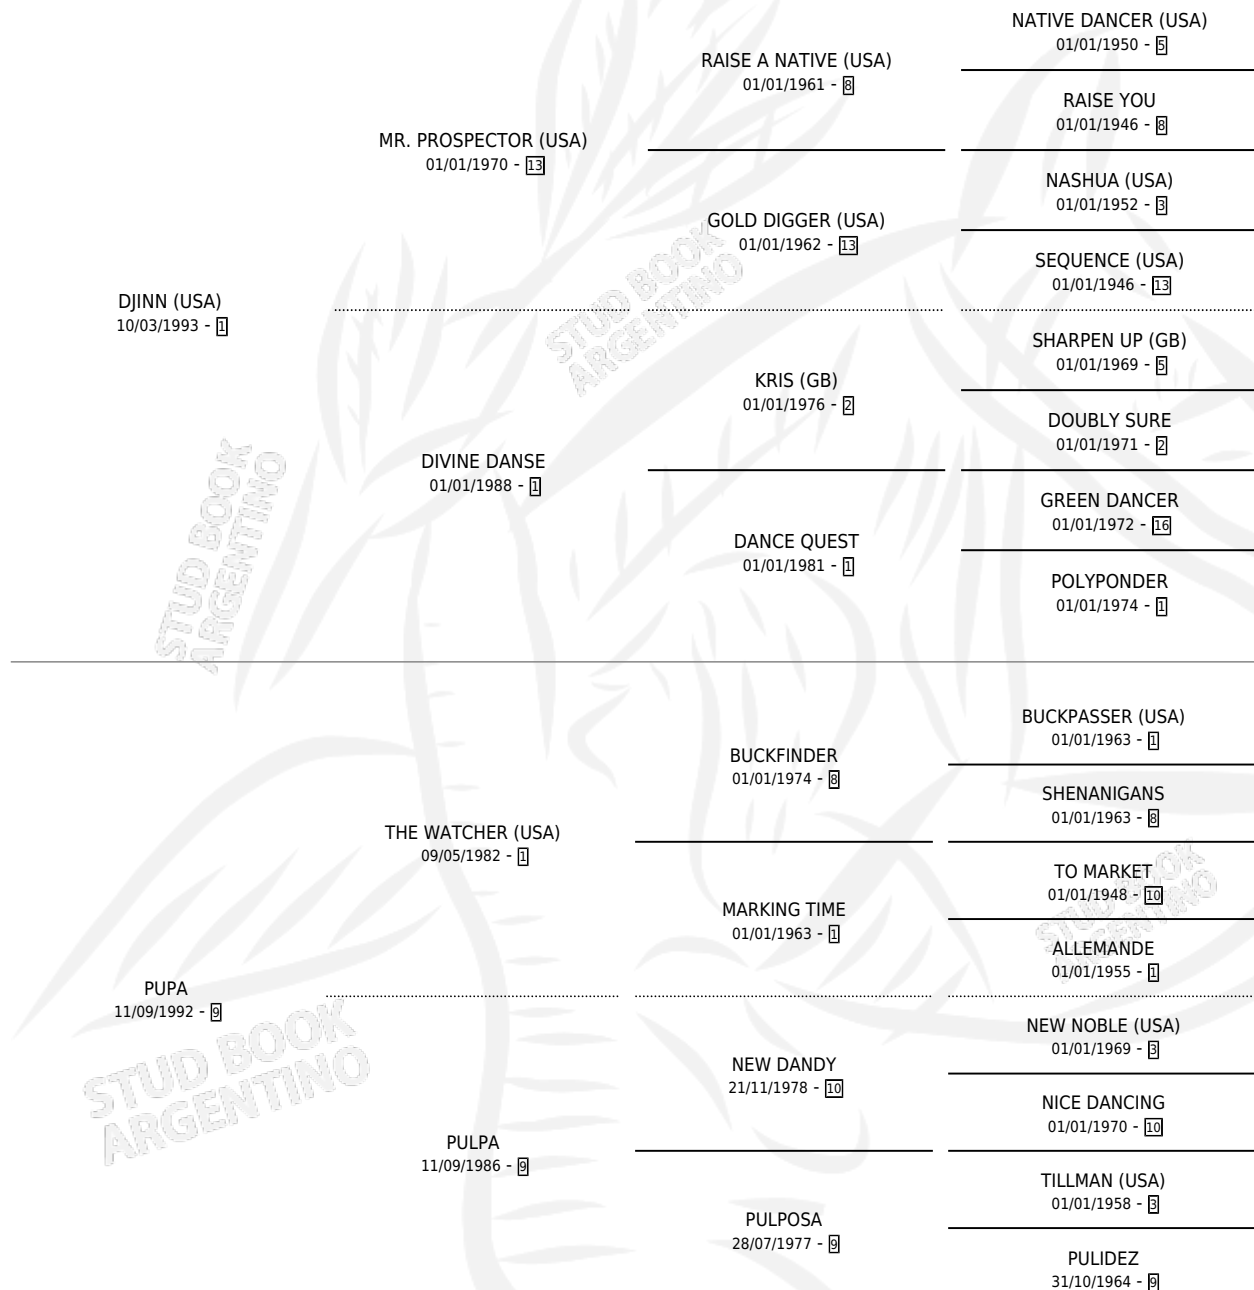 NATIVE DANCER (USA)
01/01/1950 - 5
RAISE A NATIVE (USA)
01/01/1961 - 8
RAISE YOU
01/01/1946 - 8
MR. PROSPECTOR (USA)
01/01/1970 - 13
NASHUA (USA)
01/01/1952 - 3
GOLD DIGGER (USA)
01/01/1962 - 13
SEQUENCE (USA)
01/01/1946 - 13
DJINN (USA)
10/03/1993 - 1
SHARPEN UP (GB)
01/01/1969 - 5
KRIS (GB)
01/01/1976 - 2
DOUBLY SURE
01/01/1971 - 2
DIVINE DANSE
01/01/1988 - 1
GREEN DANCER
01/01/1972 - 16
DANCE QUEST
01/01/1981 - 1
POLYPONDER
01/01/1974 - 1
BUCKPASSER (USA)
01/01/1963 - 1
BUCKFINDER
01/01/1974 - 8
SHENANIGANS
01/01/1963 - 8
THE WATCHER (USA)
09/05/1982 - 1
TO MARKET
01/01/1948 - 10
MARKING TIME
01/01/1963 - 1
ALLEMANDE
01/01/1955 - 1
PUPA
11/09/1992 - 9
NEW NOBLE (USA)
01/01/1969 - 3
NEW DANDY
21/11/1978 - 10
NICE DANCING
01/01/1970 - 10
PULPA
11/09/1986 - 9
TILLMAN (USA)
01/01/1958 - 3
PULPOSA
28/07/1977 - 9
PULIDEZ
31/10/1964 - 9
STUD BOOK
ARGENTINO
STUD BOOK
ARGENTINO
STUD BOOK
ARGENTINO
STUD BOOK
ARGENTINO